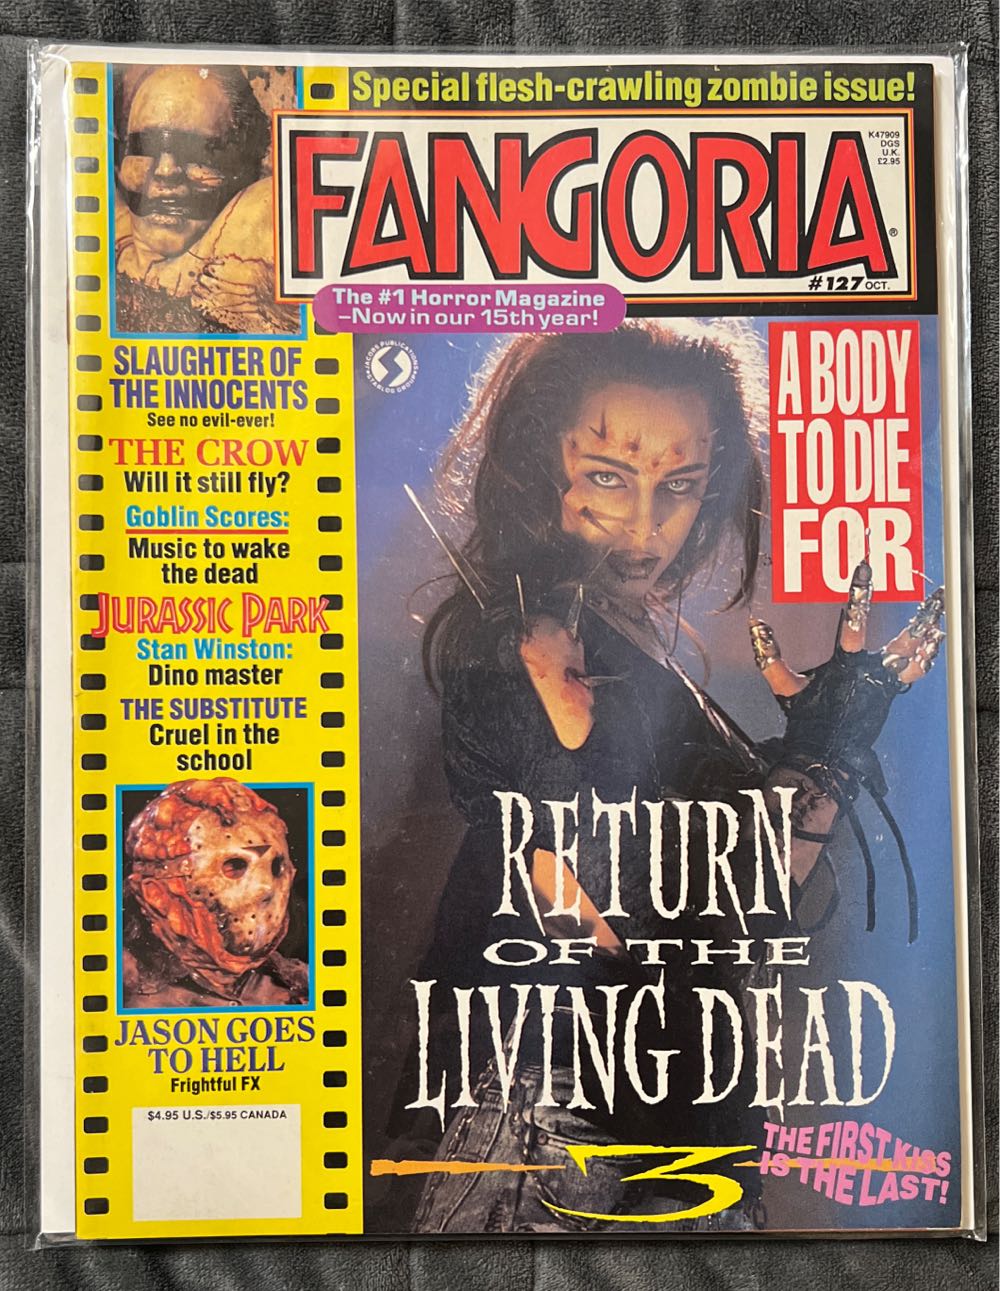 Special flesh-crawling zombie issue!
FANGORIA®
K47909
DGS
U.K.
£2.95
#127 OCT.
The #1 Horror Magazine
–Now in our 15th year!
JACOBS PUBLICATIONS
STARLOG GROUP
SLAUGHTER OF
THE INNOCENTS
See no evil-ever!
THE CROW
Will it still fly?
Goblin Scores:
Music to wake
the dead
JURASSIC PARK
Stan Winston:
Dino master
THE SUBSTITUTE
Cruel in the
school
JASON GOES
TO HELL
Frightful FX
$4.95 U.S./$5.95 CANADA
A BODY
TO DIE
FOR
RETURN
OF THE
LIVING DEAD
3
THE FIRST KISS
IS THE LAST!